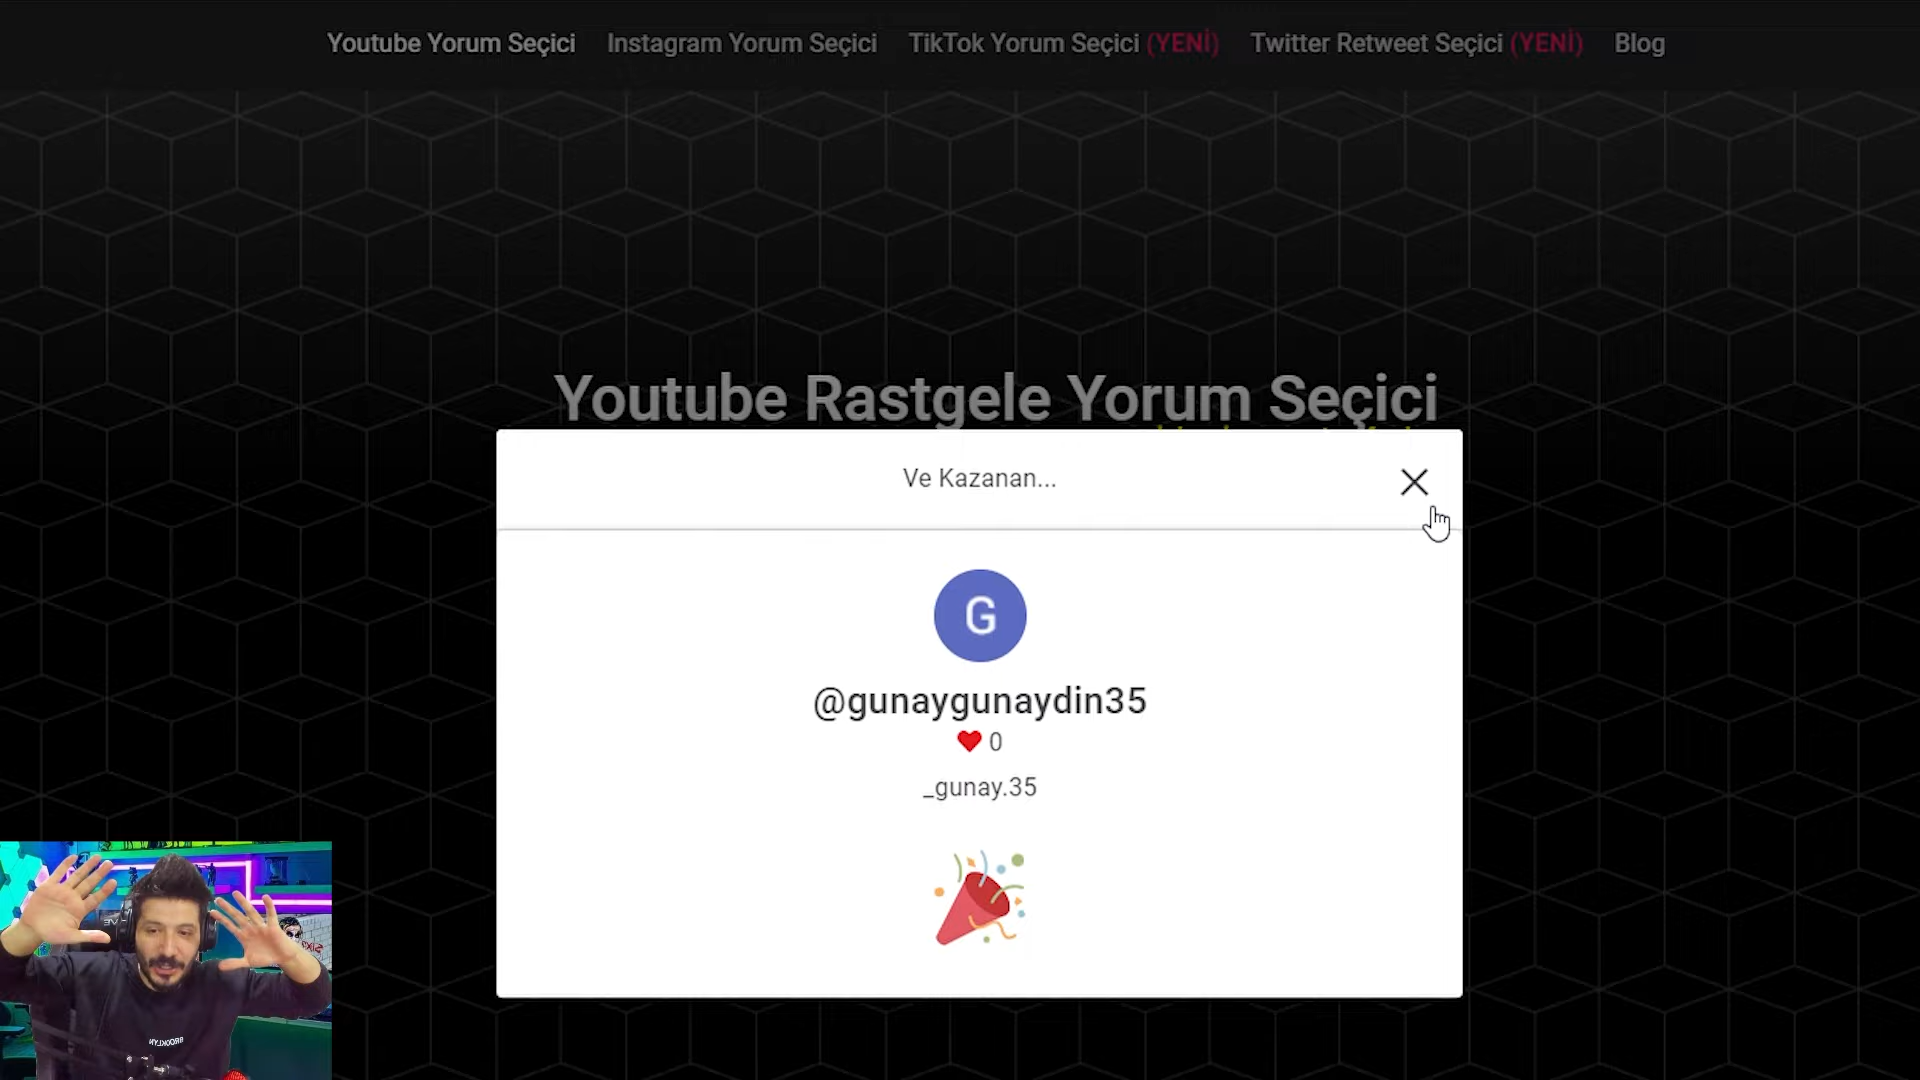 Youtube Yorum Seçici Instagram Yorum Seçici TikTok Yorum Seçici (YENİ) Twitter Retweet Seçici (YENİ) Blog
Youtube Rastgele Yorum Seçici
Ve Kazanan...
G
@gunaygunaydin35
0
_gunay.35
BROOKLYN